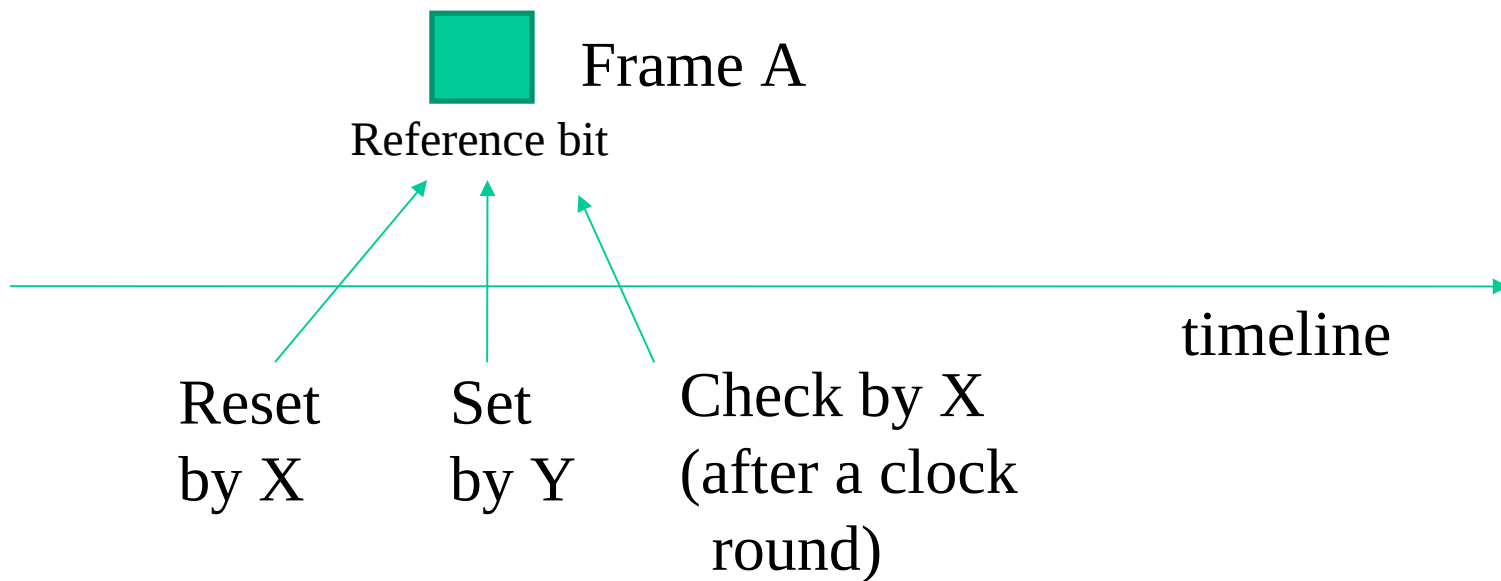 Frame A
Reference bit
timeline
Reset
by X
Set
by Y
Check by X
(after a clock
round)